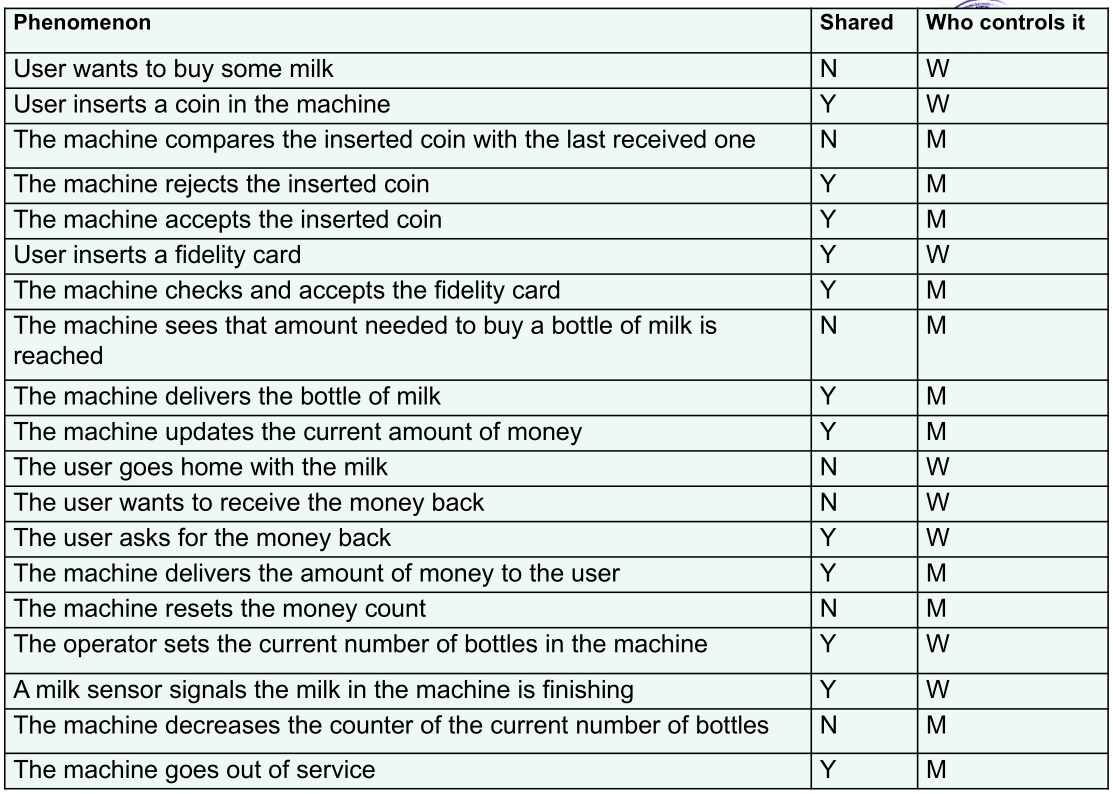 Phenomenon Shared Who controls it
User wants to buy some milk N W
User inserts a coin in the machine Y W
The machine compares the inserted coin with the last received one N M
The machine rejects the inserted coin Y M
The machine accepts the inserted coin Y M
User inserts a fidelity card Y W
The machine checks and accepts the fidelity card Y M
The machine sees that amount needed to buy a bottle of milk is N M
reached
The machine delivers the bottle of milk Y M
The machine updates the current amount of money Y M
The user goes home with the milk N W
The user wants to receive the money back N W
The user asks for the money back Y W
The machine delivers the amount of money to the user Y M
The machine resets the money count N M
The operator sets the current number of bottles in the machine Y W
A milk sensor signals the milk in the machine is finishing Y W
The machine decreases the counter of the current number of bottles N M
The machine goes out of service Y M